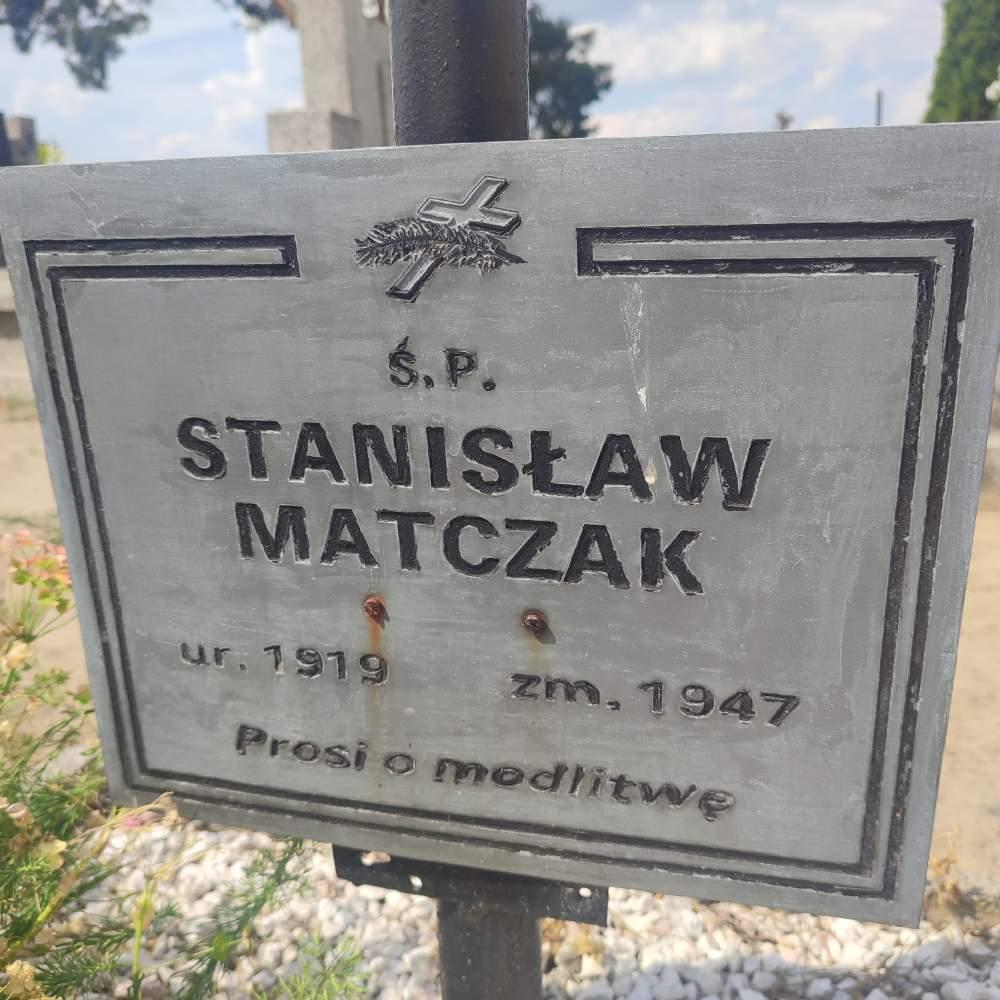 Ś.P.
STANISŁAW
MATCZAK
ur. 1919 zm. 1947
Prosi o modlitwę